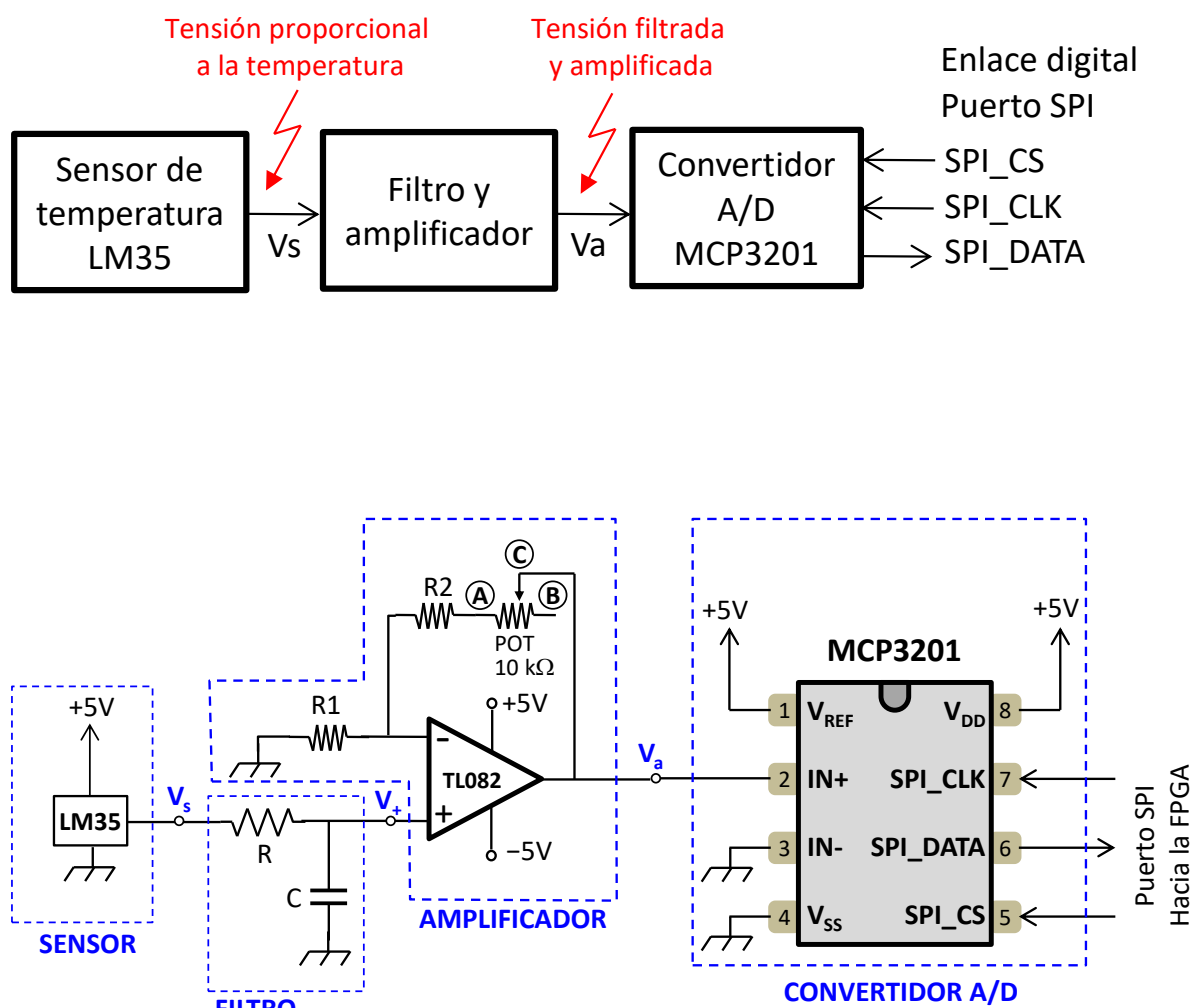 Tensión proporcional
a la temperatura
Tensión filtrada
y amplificada
Enlace digital
Puerto SPI
Sensor de
temperatura
LM35
Vs
Filtro y
amplificador
Va
Convertidor
A/D
MCP3201
SPI_CS
SPI_CLK
SPI_DATA
C
R2
A
B
POT
10 kΩ
R1
+5V
−
TL082
+
−5V
AMPLIFICADOR
+5V
LM35
SENSOR
Vs
R
C
V+
FILTRO
Va
+5V
+5V
MCP3201
1 VREF
VDD 8
2 IN+
SPI_CLK 7
3 IN-
SPI_DATA 6
4 VSS
SPI_CS 5
CONVERTIDOR A/D
Puerto SPI
Hacia la FPGA